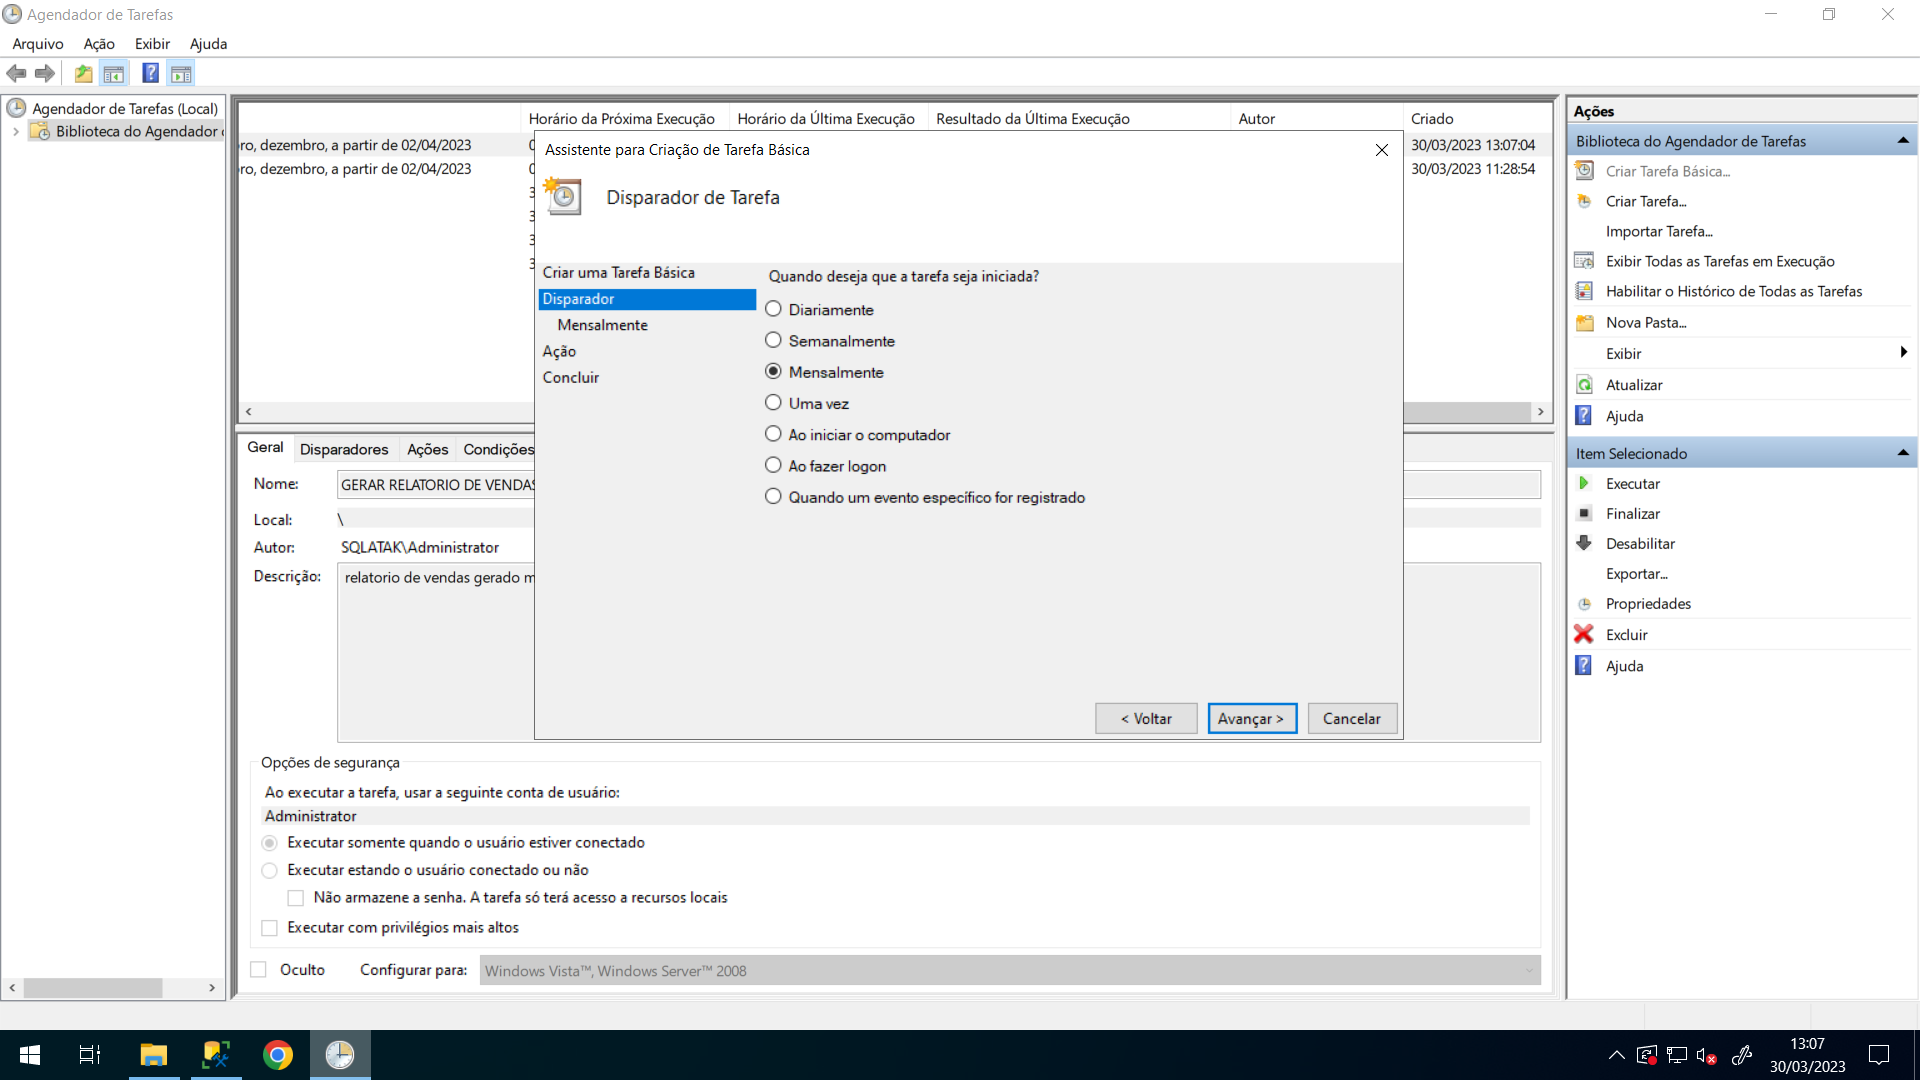 Agendador de Tarefas
Arquivo Ação Exibir Ajuda
Agendador de Tarefas (Local)
Biblioteca do Agendador
Horário da Próxima Execução Horário da Última Execução Resultado da Última Execução Autor Criado
ro, dezembro, a partir de 02/04/2023 30/03/2023 13:07:04
ro, dezembro, a partir de 02/04/2023 30/03/2023 11:28:54
Assistente para Criação de Tarefa Básica
Disparador de Tarefa
Criar uma Tarefa Básica
Disparador
Mensalmente
Ação
Concluir
Quando deseja que a tarefa seja iniciada?
Diariamente
Semanalmente
Mensalmente
Uma vez
Ao iniciar o computador
Ao fazer logon
Quando um evento específico for registrado
< Voltar Avançar > Cancelar
Geral Disparadores Ações Condições
Nome: GERAR RELATORIO DE VENDAS
Local: \
Autor: SQLATAK\Administrator
Descrição: relatorio de vendas gerado m
Opções de segurança
Ao executar a tarefa, usar a seguinte conta de usuário:
Administrator
Executar somente quando o usuário estiver conectado
Executar estando o usuário conectado ou não
Não armazene a senha. A tarefa só terá acesso a recursos locais
Executar com privilégios mais altos
Oculto Configurar para: Windows Vista™, Windows Server™ 2008
Ações
Biblioteca do Agendador de Tarefas
Criar Tarefa Básica...
Criar Tarefa...
Importar Tarefa...
Exibir Todas as Tarefas em Execução
Habilitar o Histórico de Todas as Tarefas
Nova Pasta...
Exibir
Atualizar
Ajuda
Item Selecionado
Executar
Finalizar
Desabilitar
Exportar...
Propriedades
Excluir
Ajuda
13:07
30/03/2023